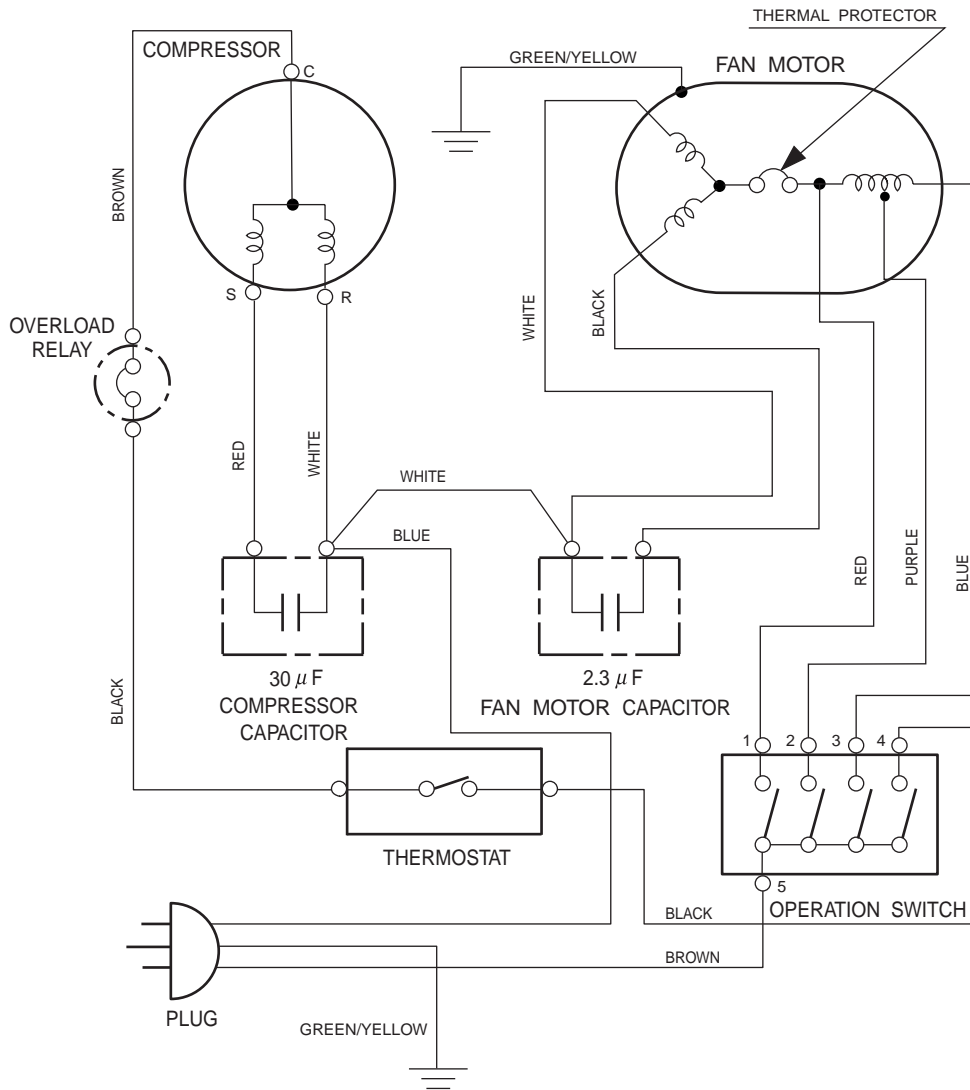 THERMAL PROTECTOR
COMPRESSOR
C
GREEN/YELLOW
FAN MOTOR
BROWN
S
R
WHITE
BLACK
OVERLOAD
RELAY
RED
WHITE
WHITE
BLUE
RED
PURPLE
BLUE
30 μ F
COMPRESSOR
CAPACITOR
2.3 μ F
FAN MOTOR CAPACITOR
BLACK
1
2
3
4
THERMOSTAT
5
OPERATION SWITCH
BLACK
BROWN
PLUG
GREEN/YELLOW